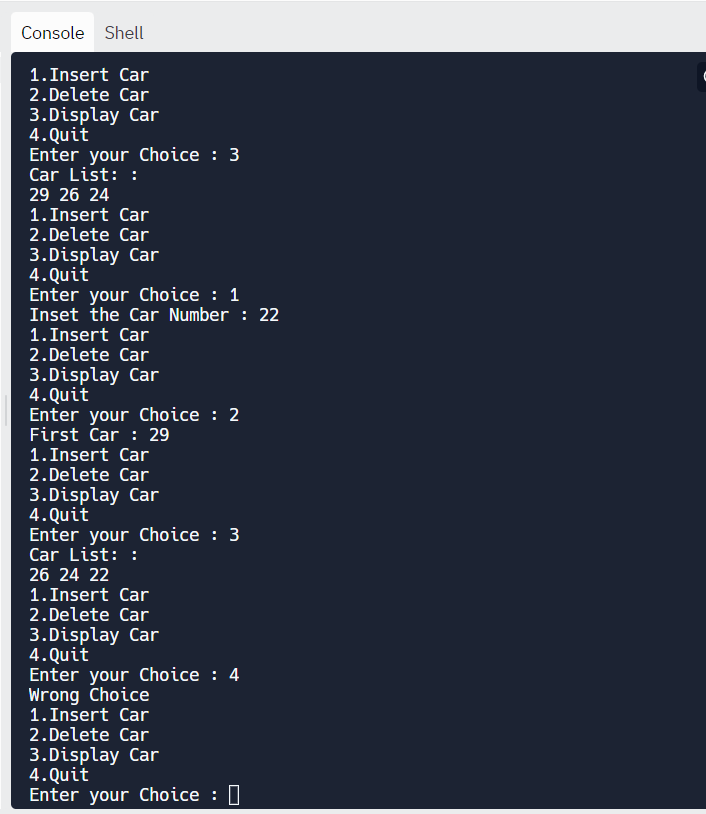 Console Shell
1.Insert Car
2.Delete Car
3.Display Car
4.Quit
Enter your Choice : 3
Car List: :
29 26 24
1.Insert Car
2.Delete Car
3.Display Car
4.Quit
Enter your Choice : 1
Inset the Car Number : 22
1.Insert Car
2.Delete Car
3.Display Car
4.Quit
Enter your Choice : 2
First Car : 29
1.Insert Car
2.Delete Car
3.Display Car
4.Quit
Enter your Choice : 3
Car List: :
26 24 22
1.Insert Car
2.Delete Car
3.Display Car
4.Quit
Enter your Choice : 4
Wrong Choice
1.Insert Car
2.Delete Car
3.Display Car
4.Quit
Enter your Choice :